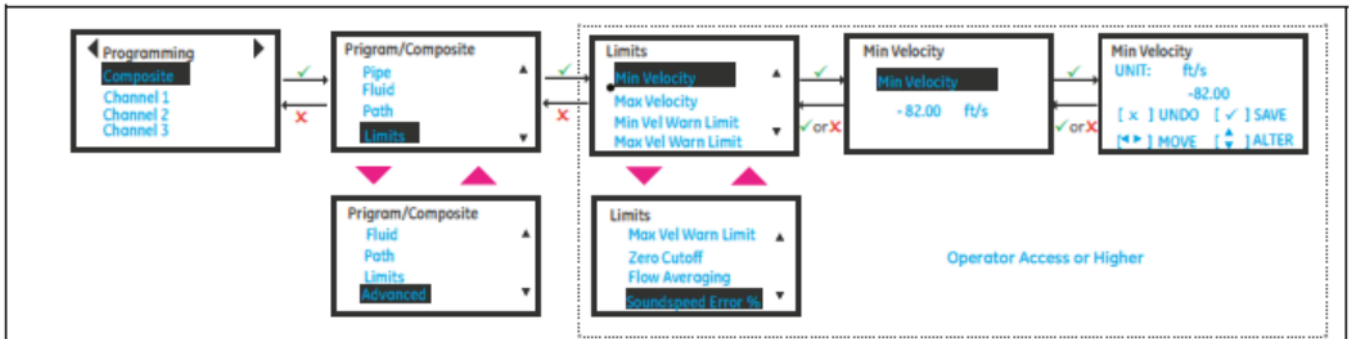 Programming
Composite
Channel 1
Channel 2
Channel 3
✓
x
Prigram/Composite
Pipe
Fluid
Path
Limits
✓
x
Limits
Min Velocity
Max Velocity
Min Vel Warn Limit
Max Vel Warn Limit
✓
✓orX
Min Velocity
Min Velocity
- 82.00 ft/s
✓
✓orX
Min Velocity
UNIT: ft/s
-82.00
[ x ] UNDO [ ✓ ] SAVE
[◄ ►] MOVE [▲▼] ALTER
Prigram/Composite
Fluid
Path
Limits
Advanced
Limits
Max Vel Warn Limit
Zero Cutoff
Flow Averaging
Soundspeed Error %
Operator Access or Higher